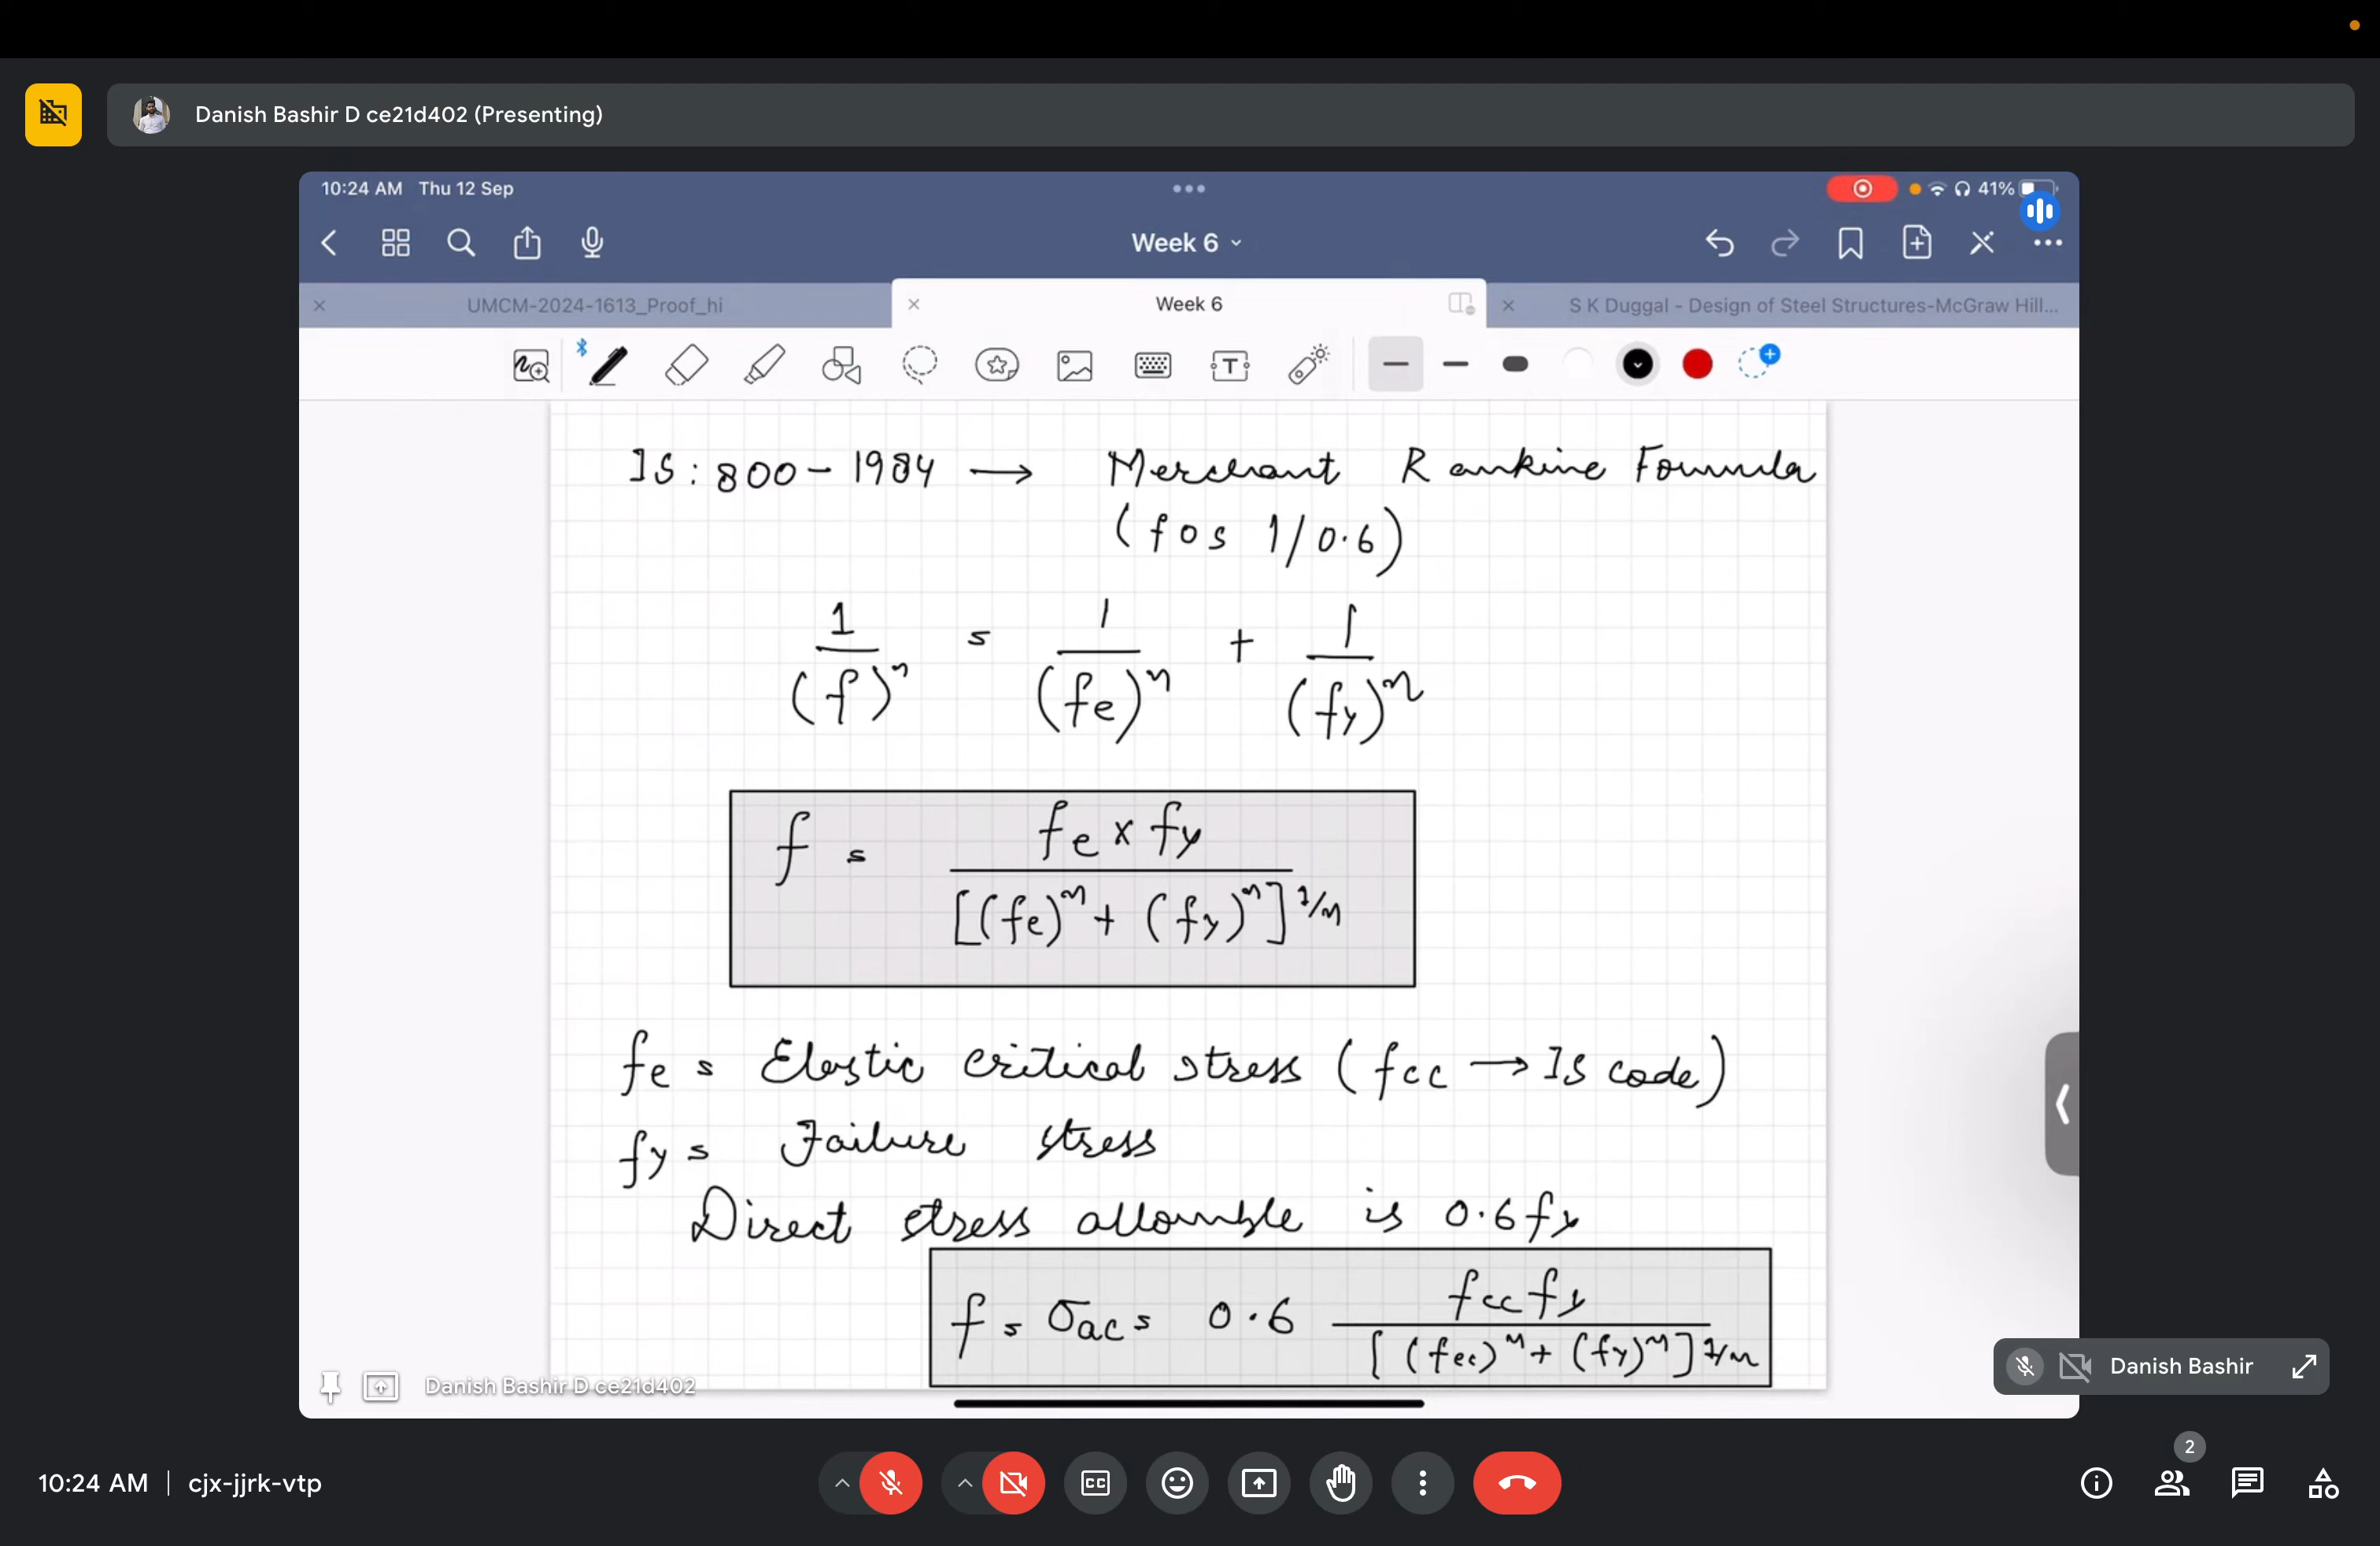 Danish Bashir D ce21d402 (Presenting)
10:24 AM Thu 12 Sep
41%
Week 6
UMCM-2024-1613_Proof_hi
Week 6
S K Duggal - Design of Steel Structures-McGraw Hill...
IS : 800 - 1984 → Merchant Rankine Formula
(fos 1/0.6)
1/(f)^n = 1/(fe)^n + 1/(fy)^n
f = fe x fy / [(fe)^n + (fy)^n]^1/n
fe = Elastic critical stress (fcc → IS code)
fy = Failure stress
Direct stress allowable is 0.6fy
f = σac = 0.6 fcc fy / [(fcc)^n + (fy)^n]^1/n
Danish Bashir D ce21d402
Danish Bashir
10:24 AM | cjx-jjrk-vtp
CC
2